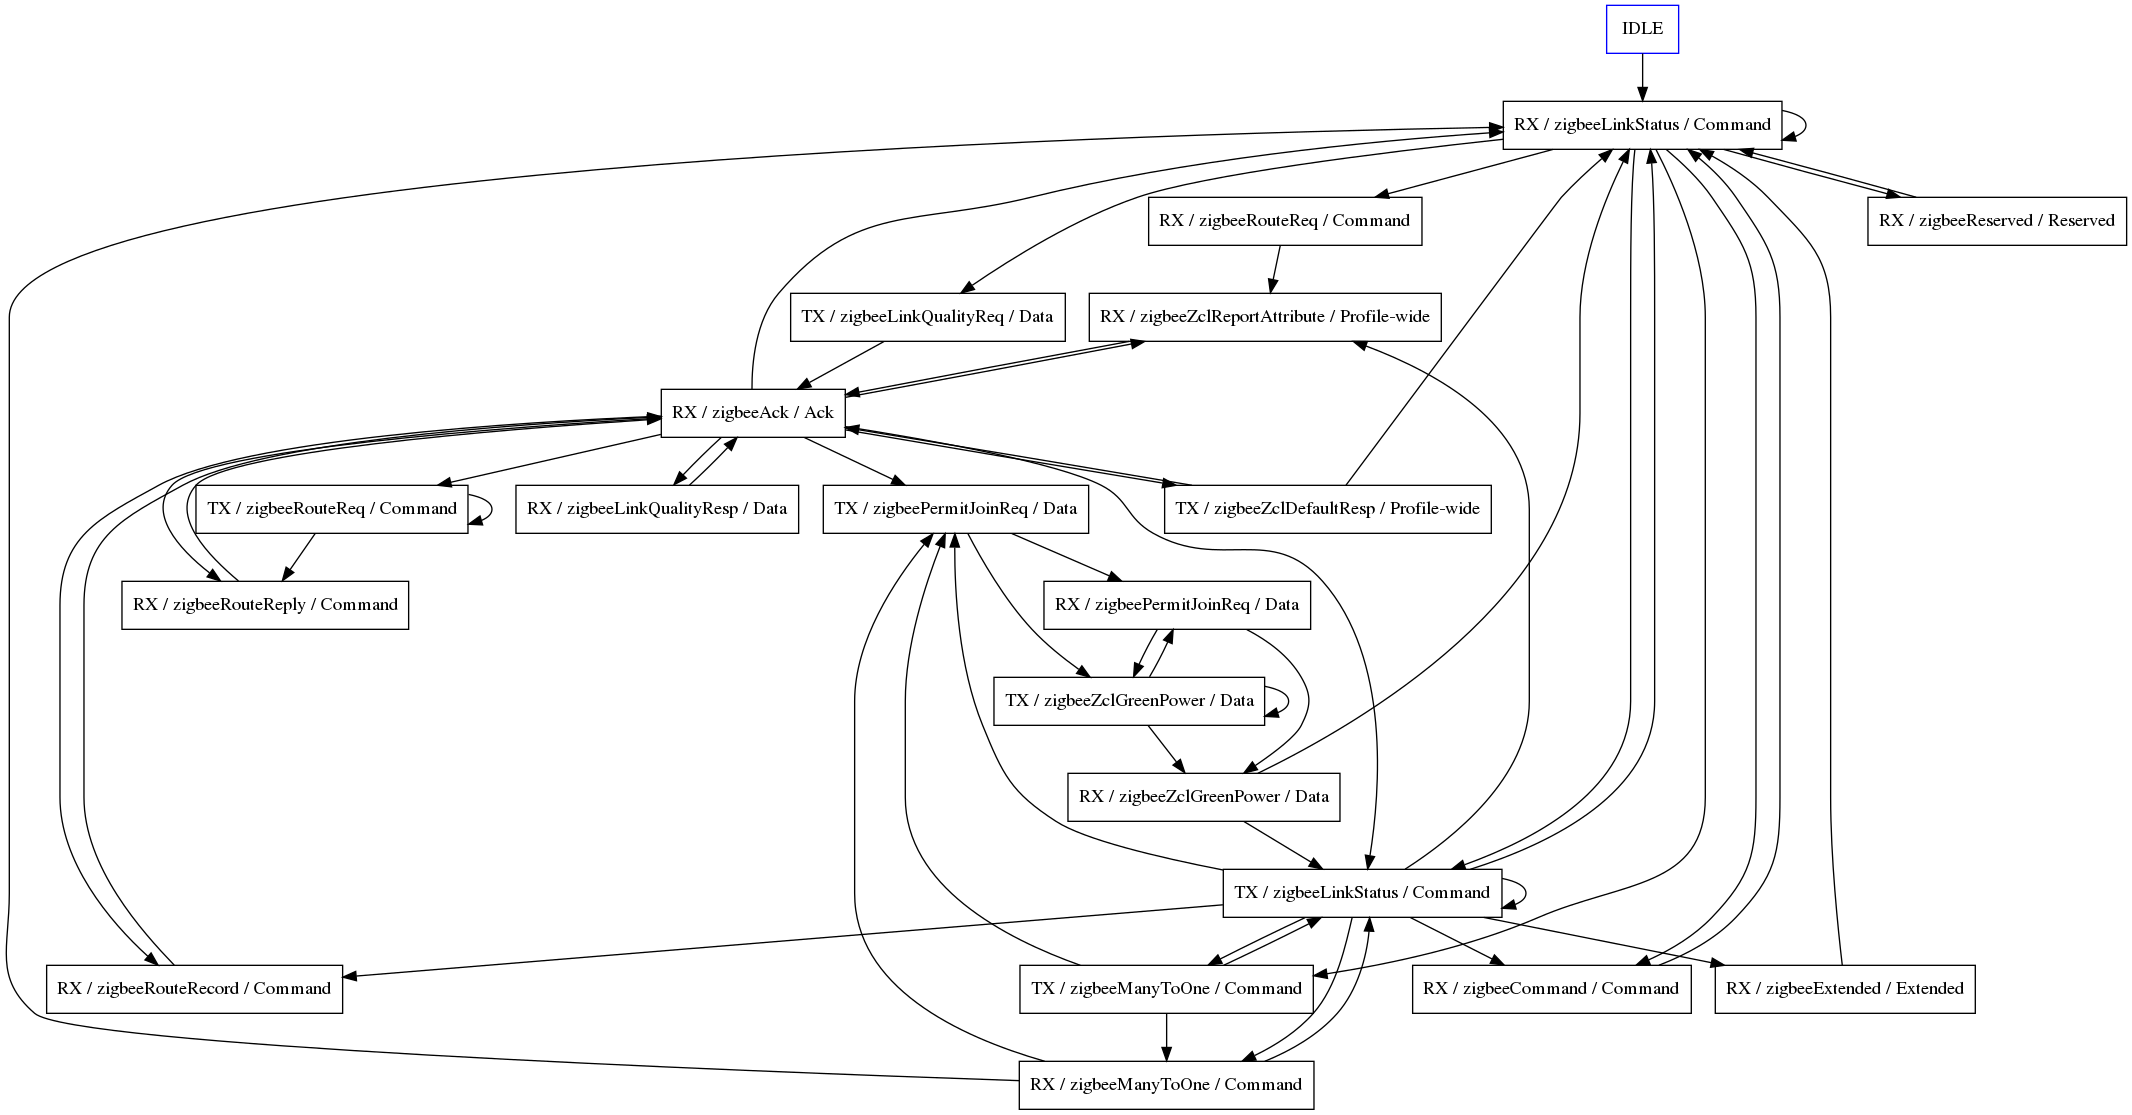 IDLE
RX / zigbeeLinkStatus / Command
RX / zigbeeRouteReq / Command
RX / zigbeeReserved / Reserved
TX / zigbeeLinkQualityReq / Data
RX / zigbeeZclReportAttribute / Profile-wide
RX / zigbeeAck / Ack
TX / zigbeeRouteReq / Command
RX / zigbeeLinkQualityResp / Data
TX / zigbeePermitJoinReq / Data
TX / zigbeeZclDefaultResp / Profile-wide
RX / zigbeeRouteReply / Command
RX / zigbeePermitJoinReq / Data
TX / zigbeeZclGreenPower / Data
RX / zigbeeZclGreenPower / Data
TX / zigbeeLinkStatus / Command
RX / zigbeeRouteRecord / Command
TX / zigbeeManyToOne / Command
RX / zigbeeCommand / Command
RX / zigbeeExtended / Extended
RX / zigbeeManyToOne / Command